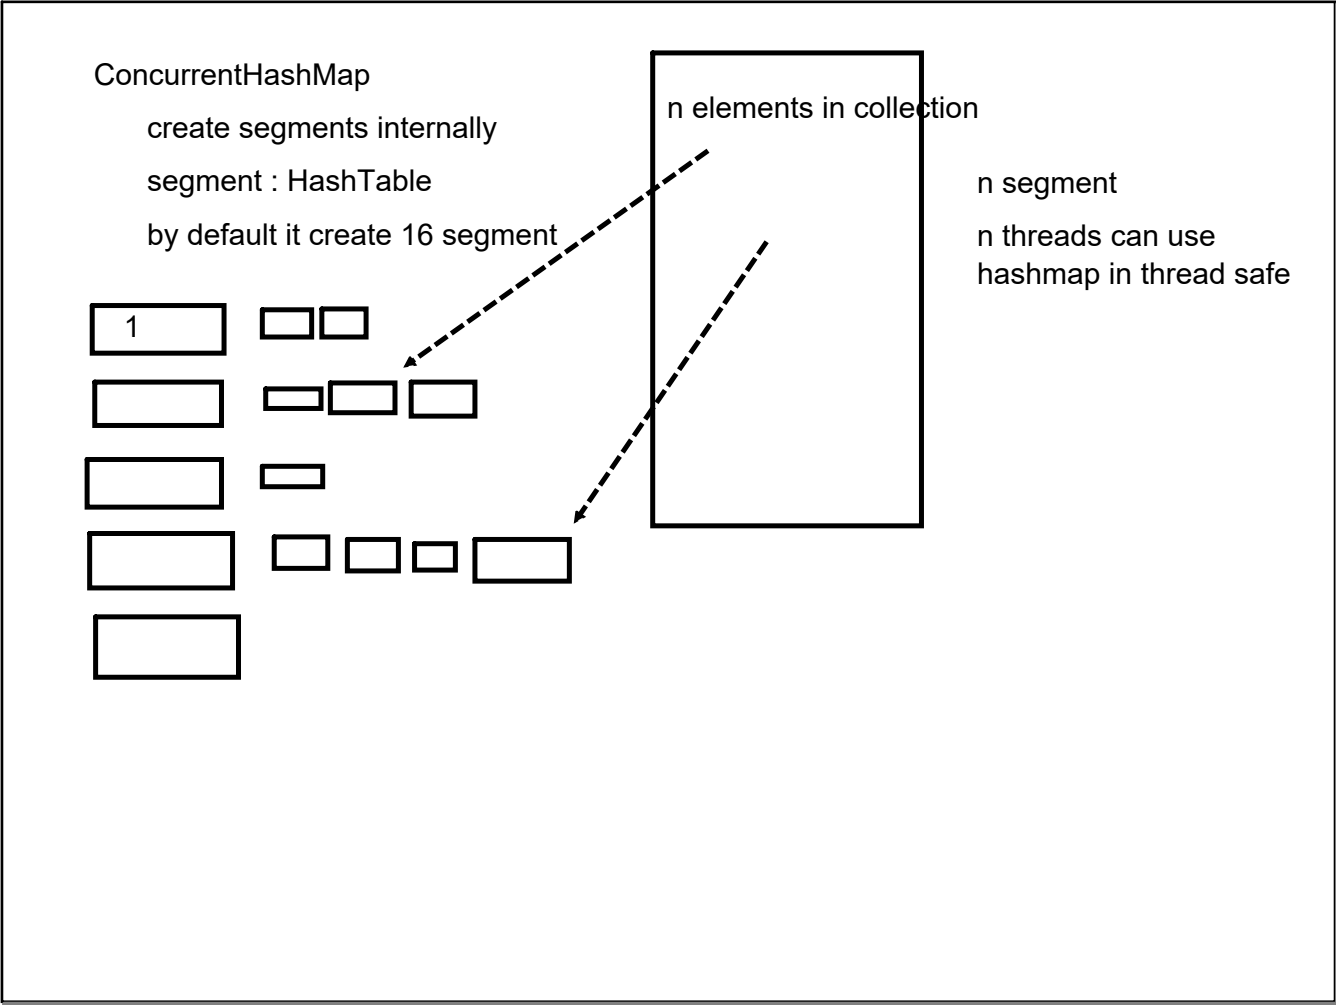 ConcurrentHashMap
create segments internally
segment : HashTable
by default it create 16 segment
1
n elements in collection
n segment
n threads can use
hashmap in thread safe